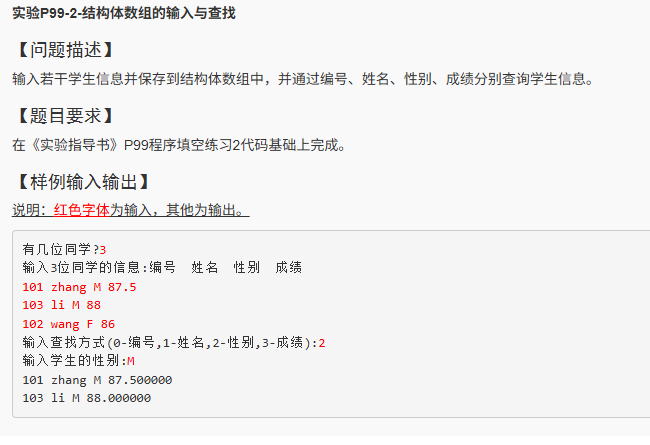 实验P99-2-结构体数组的输入与查找
【问题描述】
输入若干学生信息并保存到结构体数组中，并通过编号、姓名、性别、成绩分别查询学生信息。
【题目要求】
在《实验指导书》P99程序填空练习2代码基础上完成。
【样例输入输出】
说明：红色字体为输入，其他为输出。
有几位同学?3
输入3位同学的信息:编号  姓名  性别  成绩
101 zhang M 87.5
103 li M 88
102 wang F 86
输入查找方式(0-编号,1-姓名,2-性别,3-成绩):2
输入学生的性别:M
101 zhang M 87.500000
103 li M 88.000000